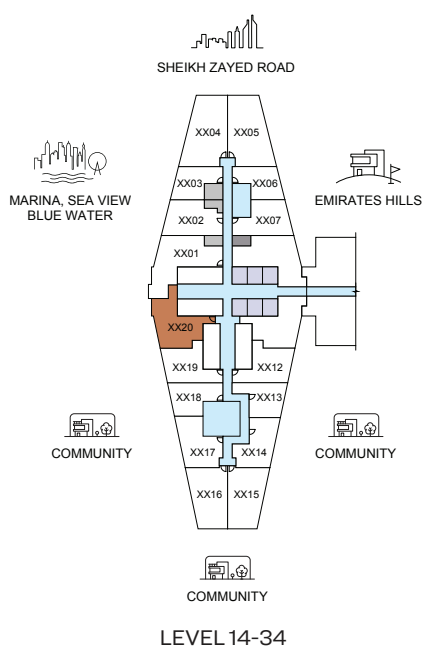 SHEIKH ZAYED ROAD
XX04
XX05
XX03
XX06
MARINA, SEA VIEW
BLUE WATER
EMIRATES HILLS
XX02
XX07
XX01
XX20
XX19
XX12
XX18
XX13
COMMUNITY
XX17
XX14
COMMUNITY
XX16
XX15
COMMUNITY
LEVEL 14-34